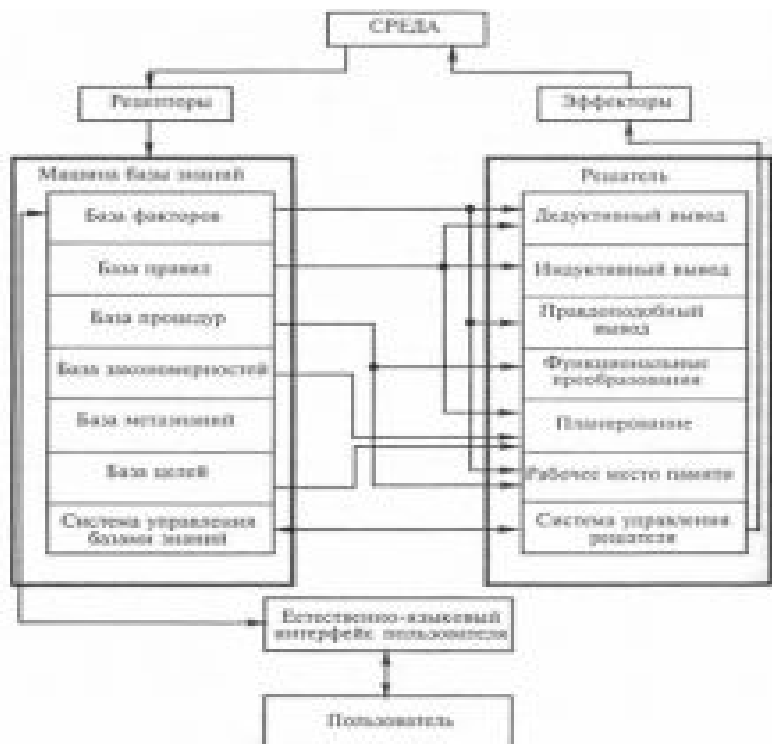 СРЕДА
Рецепторы
Эффекторы
Машина базы знаний
База факторов
База правил
База процедур
База закономерностей
База метазнаний
База целей
Система управления
базами знаний
Решатель
Дедуктивный вывод
Индуктивный вывод
Правдоподобный
вывод
Функциональные
преобразования
Планирование
Рабочее место памяти
Система управления
решателя
Естественно-языковый
интерфейс пользователя
Пользователь